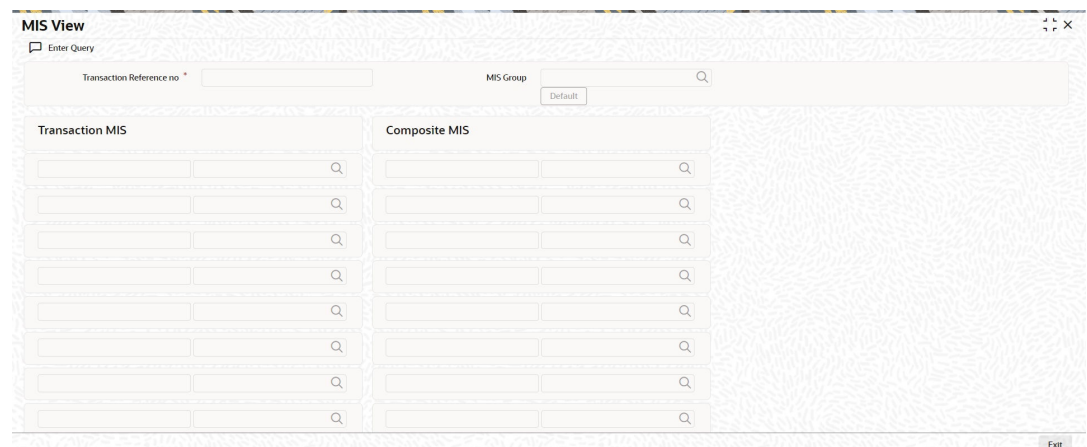 MIS View
Enter Query
Transaction Reference no * MIS Group
Default
Transaction MIS Composite MIS
Exit